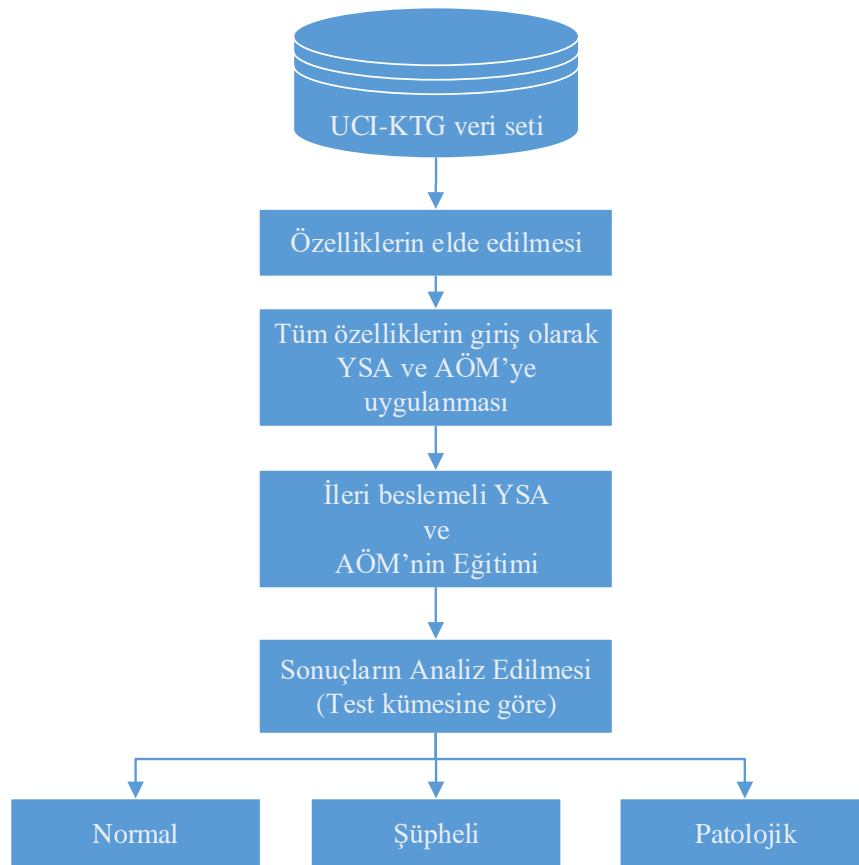 UCI-KTG veri seti
Özelliklerin elde edilmesi
Tüm özelliklerin giriş olarak
YSA ve AÖM’ye
uygulanması
İleri beslemeli YSA
ve
AÖM’nin Eğitimi
Sonuçların Analiz Edilmesi
(Test kümesine göre)
Normal
Şüpheli
Patolojik